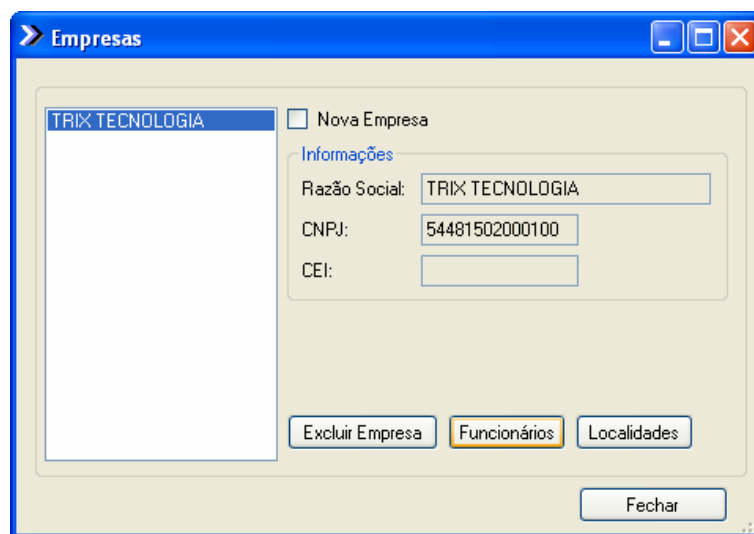 Empresas
TRIX TECNOLOGIA
Nova Empresa
Informações
Razão Social: TRIX TECNOLOGIA
CNPJ: 54481502000100
CEI:
Excluir Empresa Funcionários Localidades
Fechar